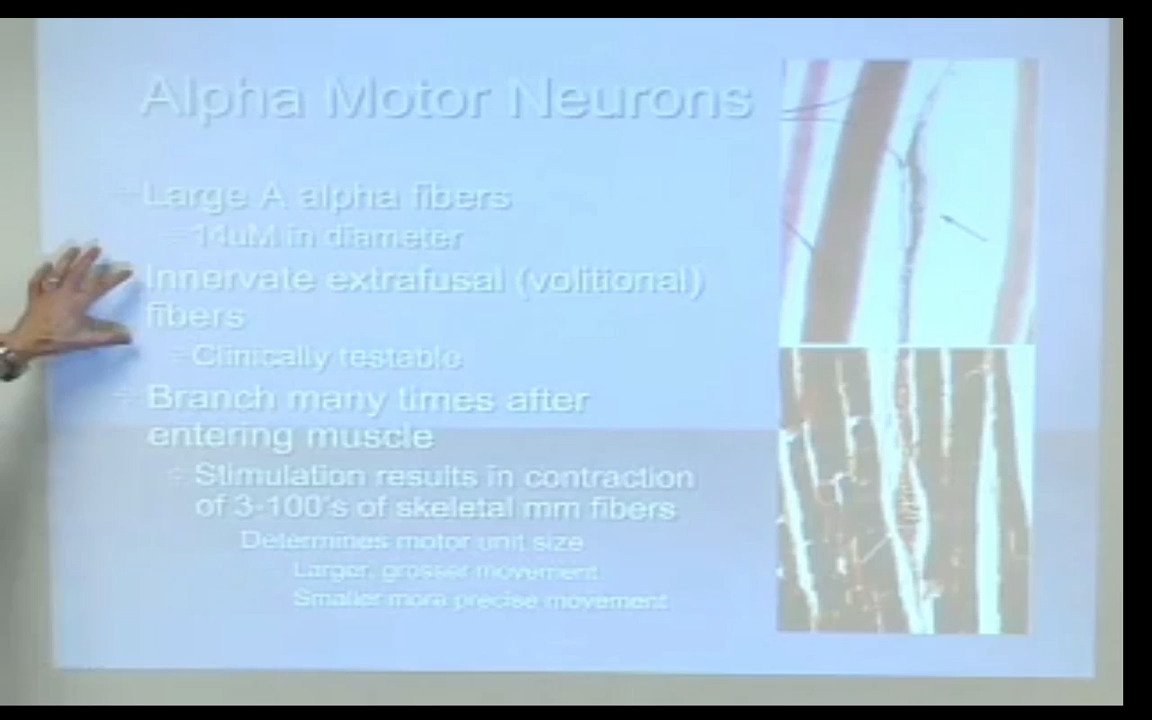 Alpha Motor Neurons
Large A alpha fibers
14uM in diameter
Innervate extrafusal (volitional)
fibers
Clinically testable
Branch many times after
entering muscle
Stimulation results in contraction
of 3-100's of skeletal mm fibers
Determines motor unit size
Larger, grosser movement
Smaller more precise movement